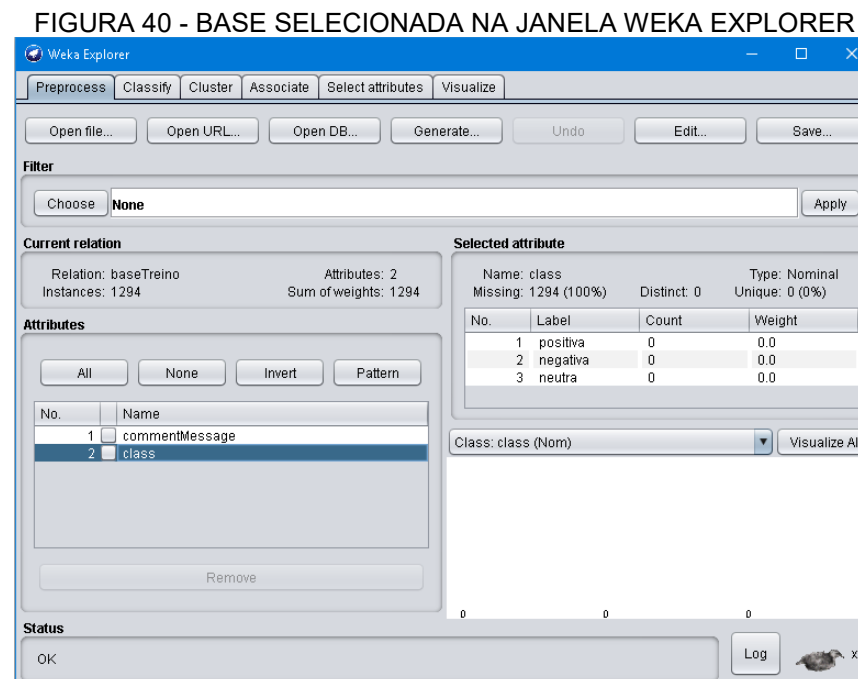 FIGURA 40 - BASE SELECIONADA NA JANELA WEKA EXPLORER
Weka Explorer
Preprocess Classify Cluster Associate Select attributes Visualize
Open file... Open URL... Open DB... Generate... Undo Edit... Save...
Filter
Choose None Apply
Current relation
Relation: baseTreino Attributes: 2
Instances: 1294 Sum of weights: 1294
Attributes
All None Invert Pattern
No. Name
1 commentMessage
2 class
Remove
Selected attribute
Name: class Type: Nominal
Missing: 1294 (100%) Distinct: 0 Unique: 0 (0%)
No. Label Count Weight
1 positiva 0 0.0
2 negativa 0 0.0
3 neutra 0 0.0
Class: class (Nom) Visualize Al
0 0 0
Status
OK Log x